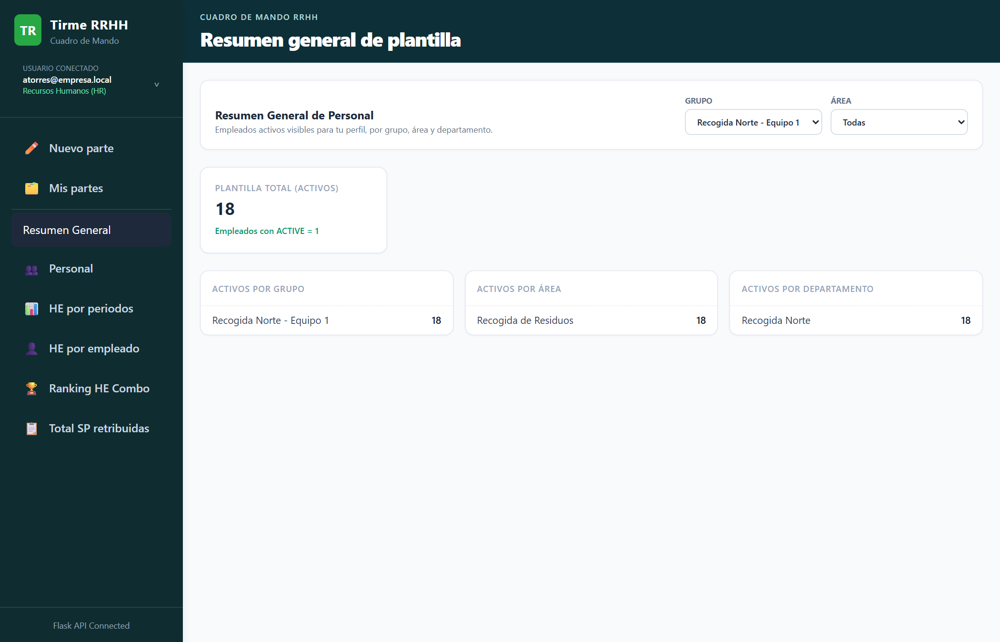 TR
Tirme RRHH
Cuadro de Mando
USUARIO CONECTADO
atorres@empresa.local
Recursos Humanos (HR)
v
Nuevo parte
Mis partes
Resumen General
Personal
HE por periodos
HE por empleado
Ranking HE Combo
Total SP retribuidas
Flask API Connected
CUADRO DE MANDO RRHH
Resumen general de plantilla
Resumen General de Personal
Empleados activos visibles para tu perfil, por grupo, área y departamento.
GRUPO
Recogida Norte - Equipo 1
ÁREA
Todas
PLANTILLA TOTAL (ACTIVOS)
18
Empleados con ACTIVE = 1
ACTIVOS POR GRUPO
Recogida Norte - Equipo 1 18
ACTIVOS POR ÁREA
Recogida de Residuos 18
ACTIVOS POR DEPARTAMENTO
Recogida Norte 18